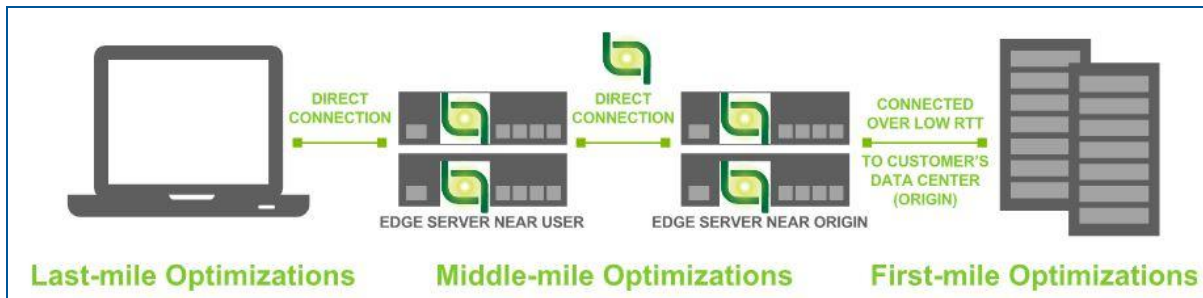 DIRECT
CONNECTION
DIRECT
CONNECTION
CONNECTED
OVER LOW RTT
TO CUSTOMER'S
DATA CENTER
(ORIGIN)
EDGE SERVER NEAR USER
EDGE SERVER NEAR ORIGIN
Last-mile Optimizations
Middle-mile Optimizations
First-mile Optimizations